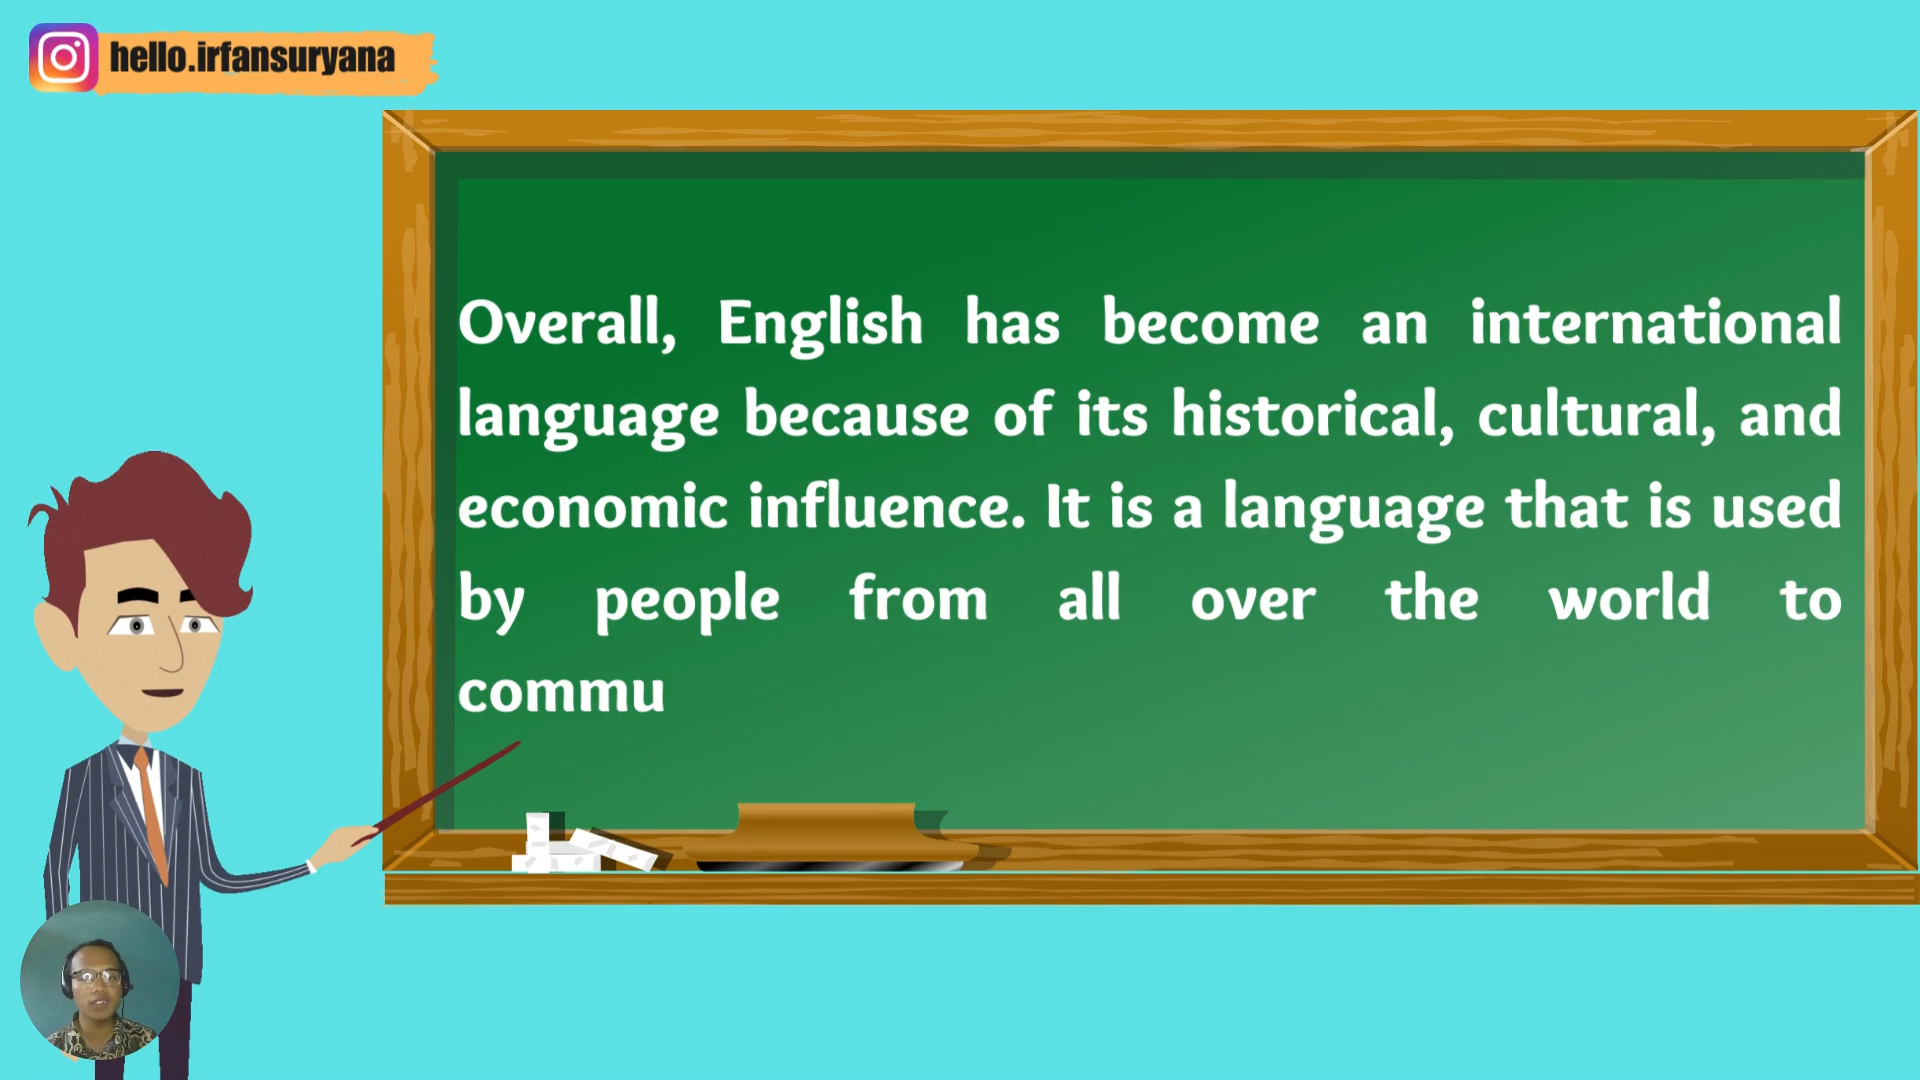 hello.irfansuryana
Overall, English has become an international
language because of its historical, cultural, and
economic influence. It is a language that is used
by people from all over the world to
commu